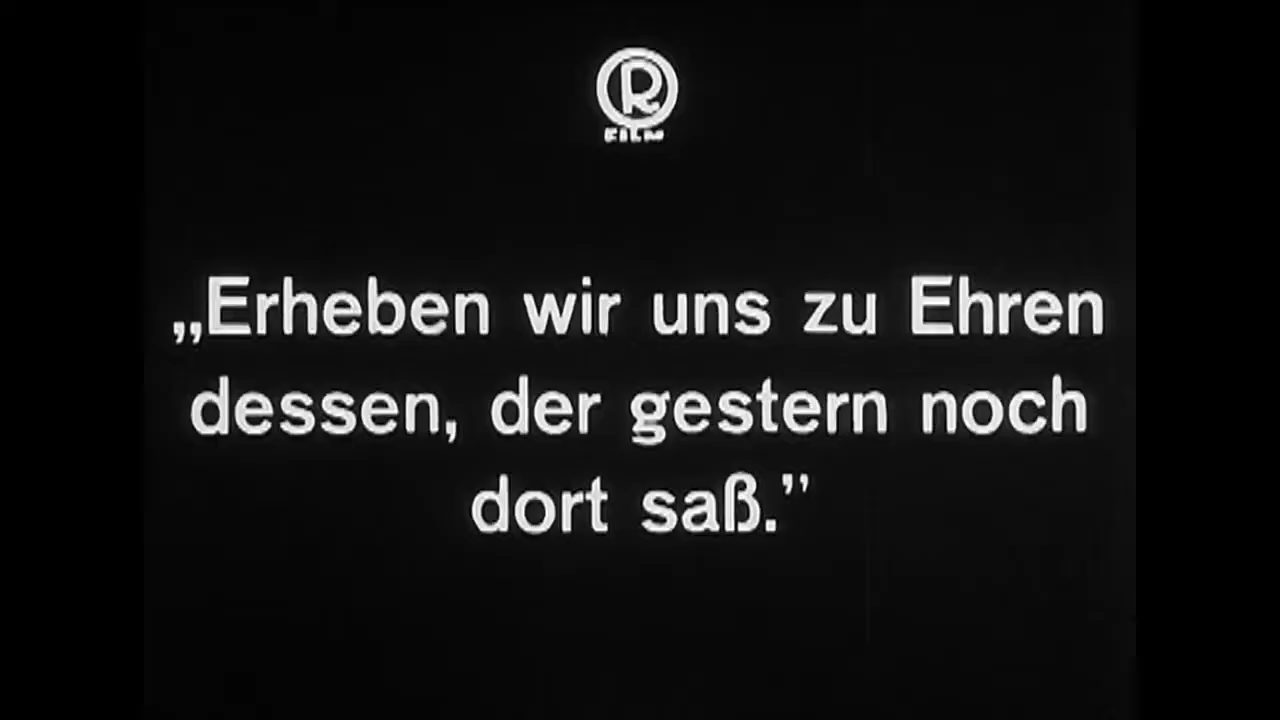 R
FILM
„Erheben wir uns zu Ehren
dessen, der gestern noch
dort saß.”